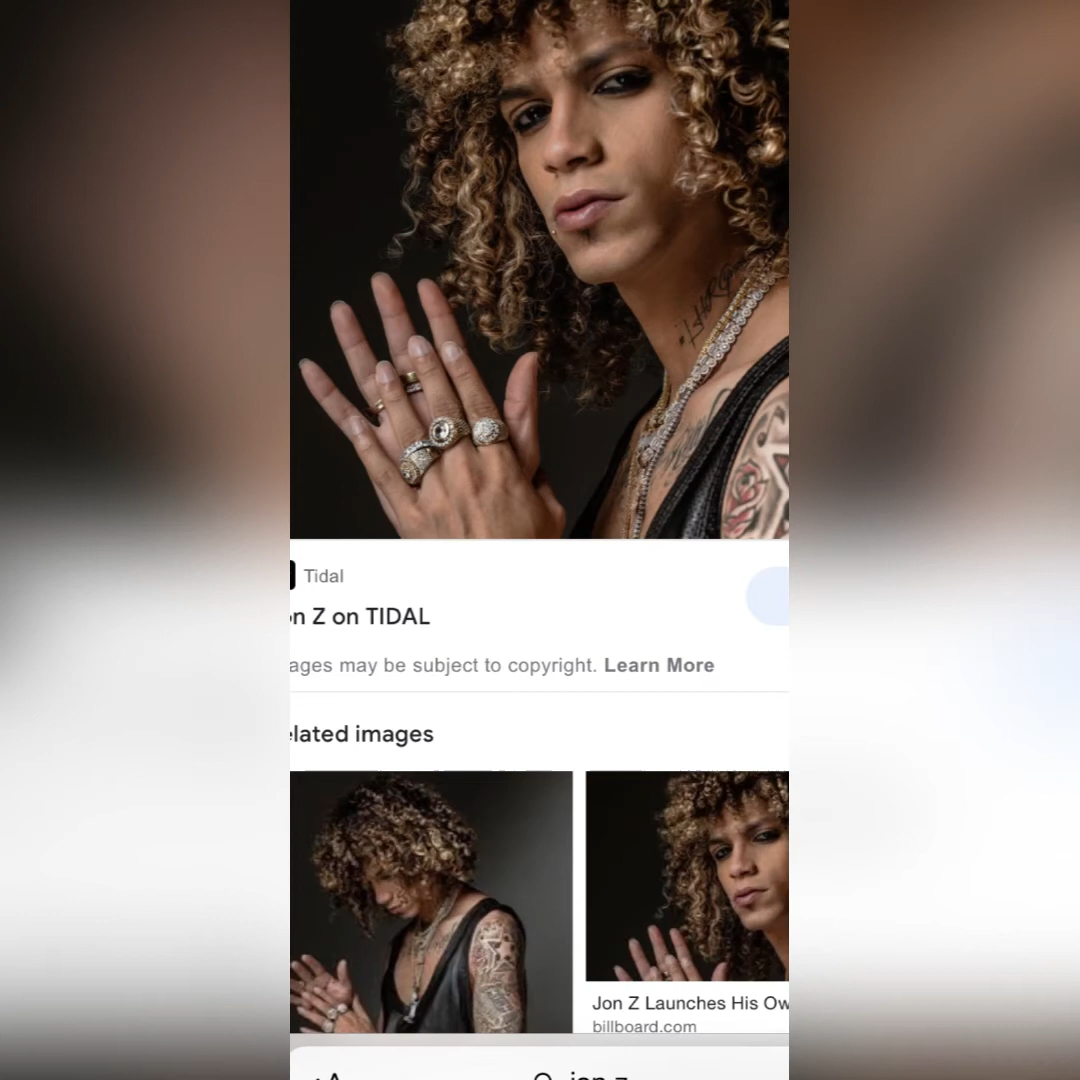 Tidal
n Z on TIDAL
ages may be subject to copyright. Learn More
elated images
Jon Z Launches His Ow
billboard.com
jon z